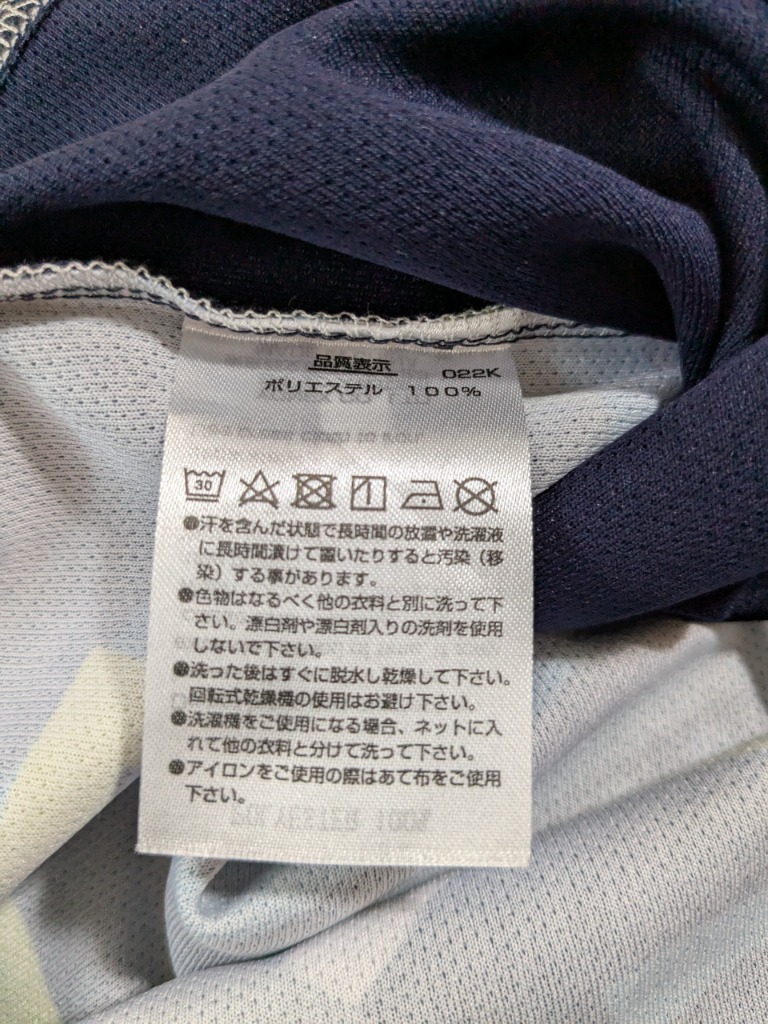 品質表示 022K
ポリエステル 100%
30
●汗を含んだ状態で長時間の放置や洗濯液
に長時間漬けて置いたりすると汚染（移
染）する事があります。
●色物はなるべく他の衣料と別に洗って下
さい。漂白剤や漂白剤入りの洗剤を使用
しないで下さい。
●洗った後はすぐに脱水し乾燥して下さい。
回転式乾燥機の使用はお避け下さい。
●洗濯機をご使用になる場合、ネットに入
れて他の衣料と分けて洗って下さい。
●アイロンをご使用の際はあて布をご使用
下さい。